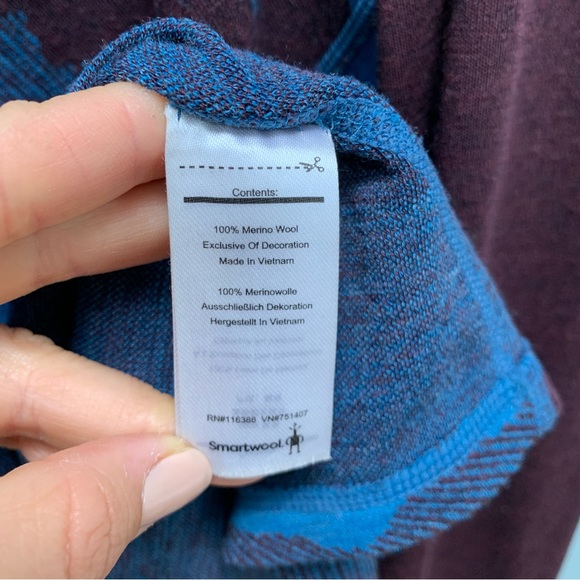 Contents:
100% Merino Wool
Exclusive Of Decoration
Made In Vietnam
100% Merinowolle
Ausschließlich Dekoration
Hergestellt In Vietnam
RN#116388 VN#751407
Smartwool.